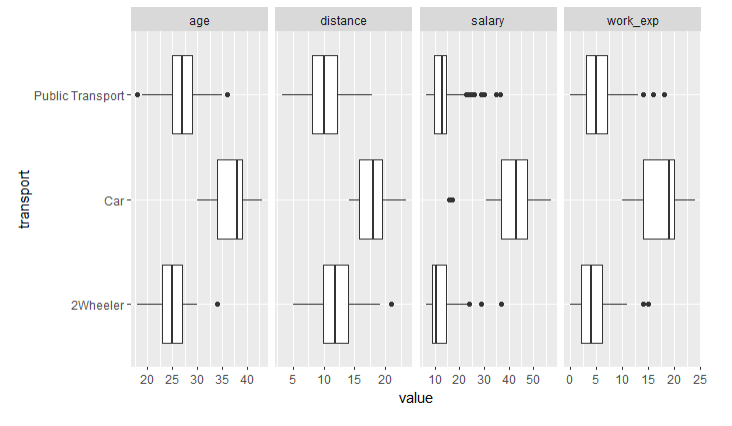 age distance salary work_exp
transport
Public Transport
Car
2Wheeler
20 25 30 35 40 5 10 15 20 10 20 30 40 50 0 5 10 15 20 25
value